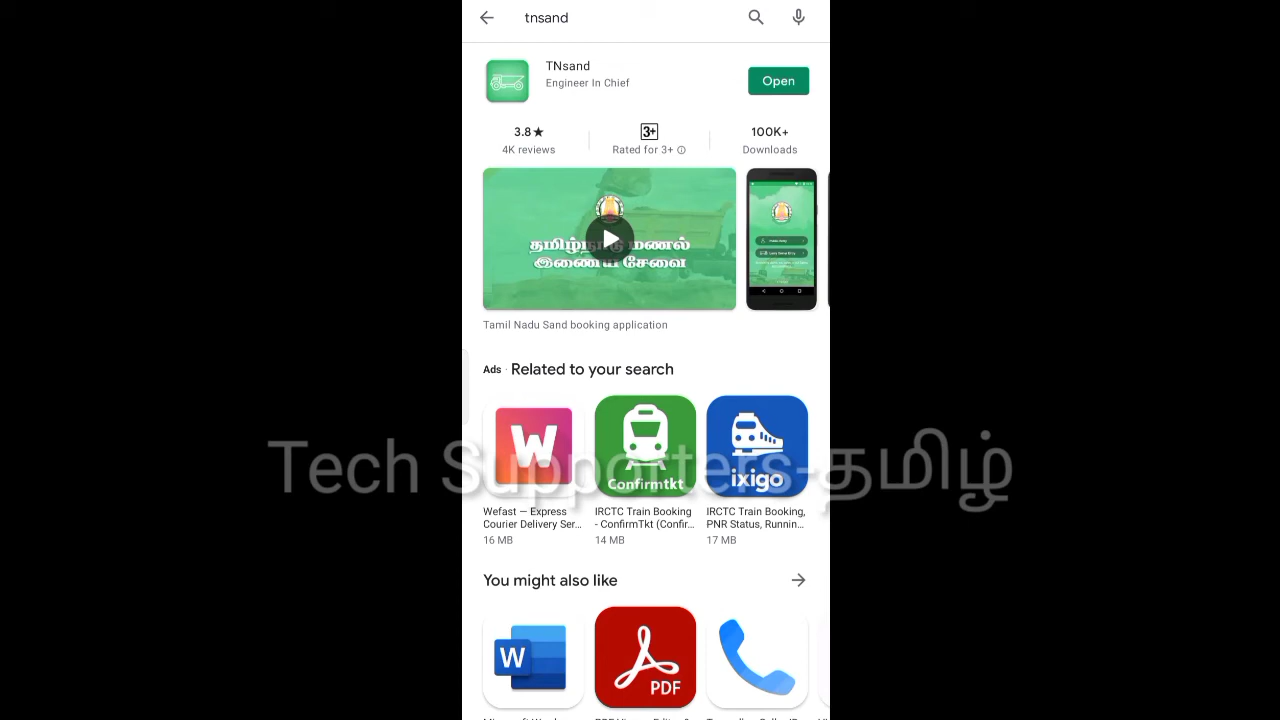 tnsand
TNsand
Engineer In Chief
Open
3.8★
4K reviews
3+
Rated for 3+
100K+
Downloads
தமிழ்நாடு மணல்
இணைய சேவை
Tamil Nadu Sand booking application
Ads · Related to your search
W
Confirmtkt
ixigo
Tech Supporters-தமிழ்
Wefast — Express
Courier Delivery Ser...
16 MB
IRCTC Train Booking
- ConfirmTkt (Confir...
14 MB
IRCTC Train Booking,
PNR Status, Runnin...
17 MB
You might also like
W
PDF